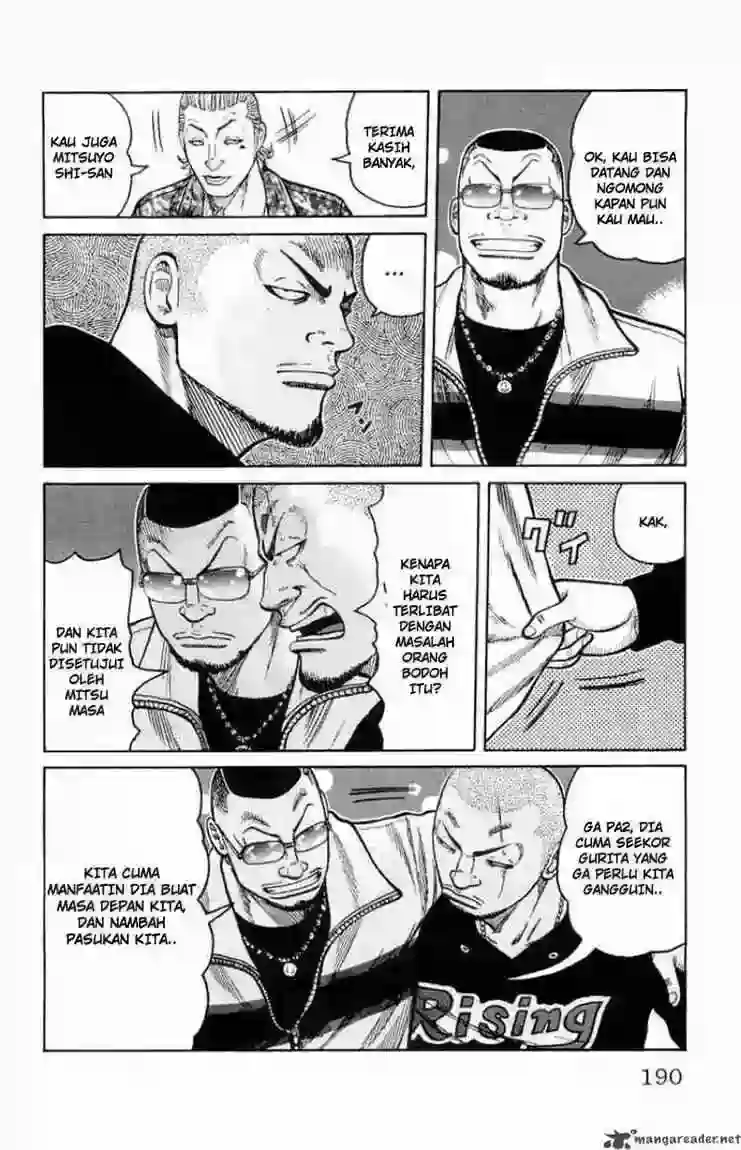 OK, KAU BISA
DATANG DAN
NGOMONG
KAPAN PUN
KAU MAU..
TERIMA
KASIH
BANYAK,
KAU JUGA
MITSUYO
SHI-SAN
...
KAK,
グイ
KENAPA
KITA
HARUS
TERLIBAT
DENGAN
MASALAH
ORANG
BODOH
ITU?
DAN KITA
PUN TIDAK
DISETUJUI
OLEH
MITSU
MASA
GA PA2, DIA
CUMA SEEKOR
GURITA YANG
GA PERLU KITA
GANGGUIN..
KITA CUMA
MANFAATIN DIA BUAT
MASA DEPAN KITA,
DAN NAMBAH
PASUKAN KITA..
Rising
190
mangareader.net